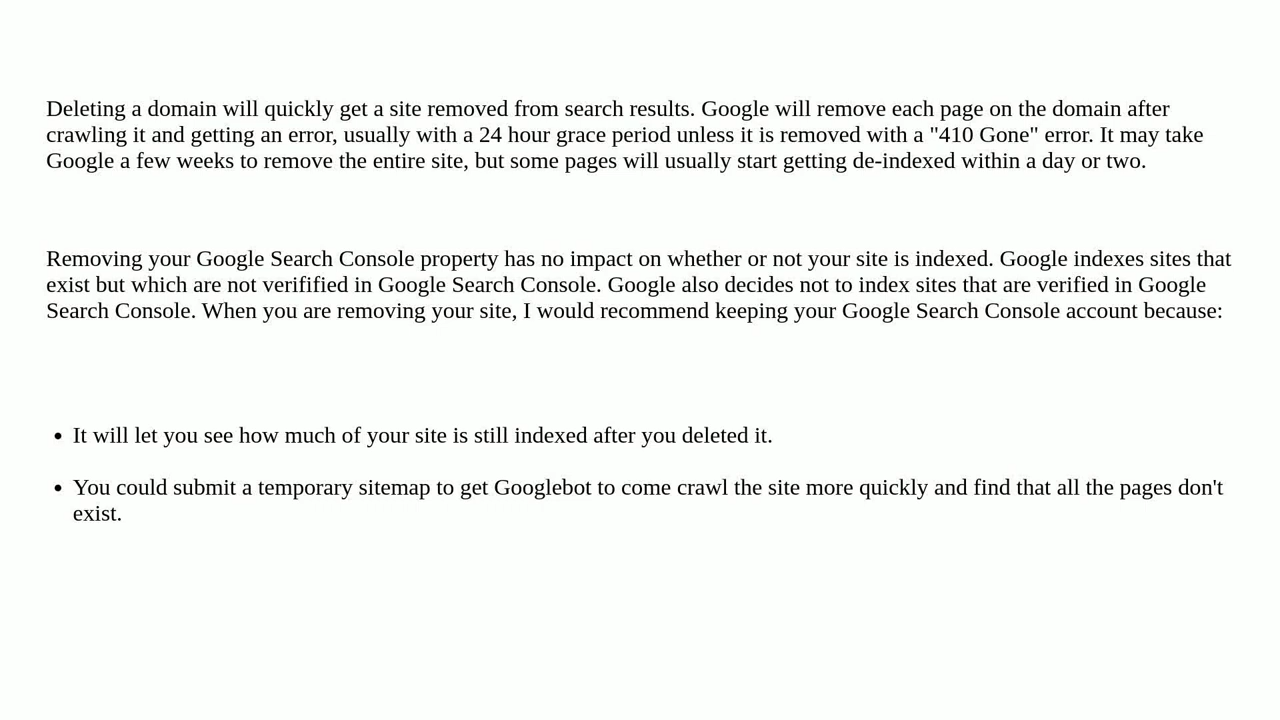 Deleting a domain will quickly get a site removed from search results. Google will remove each page on the domain after
crawling it and getting an error, usually with a 24 hour grace period unless it is removed with a "410 Gone" error. It may take
Google a few weeks to remove the entire site, but some pages will usually start getting de-indexed within a day or two.
Removing your Google Search Console property has no impact on whether or not your site is indexed. Google indexes sites that
exist but which are not verifified in Google Search Console. Google also decides not to index sites that are verified in Google
Search Console. When you are removing your site, I would recommend keeping your Google Search Console account because:
• It will let you see how much of your site is still indexed after you deleted it.
• You could submit a temporary sitemap to get Googlebot to come crawl the site more quickly and find that all the pages don't
exist.